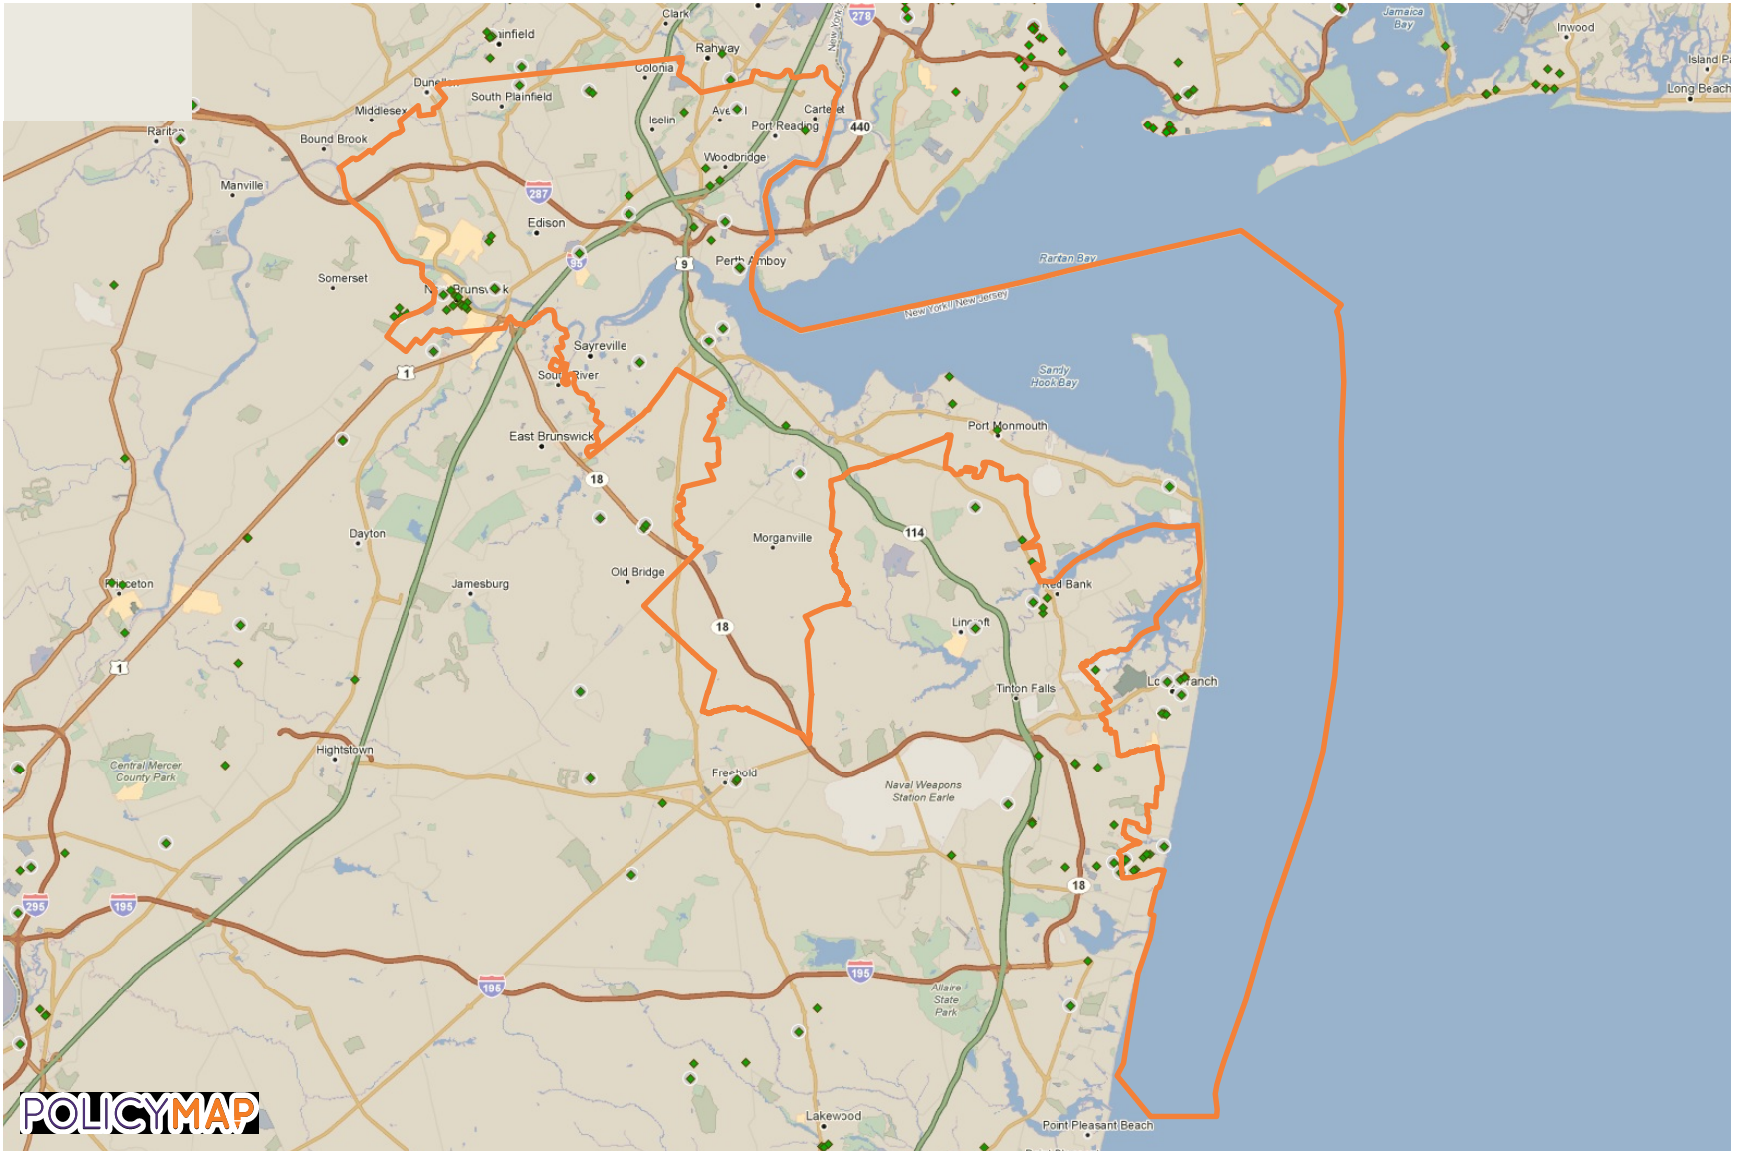 Clark
278
Jamaica
Bay
Inwood
New York
Rahway
Colonia
Island
Long Beach
South Plainfield
Middlesex
Carteret
Iselin
Port Reading
440
Raritan
Bound Brook
Woodbridge
Manville
287
Edison
95
9
Perth Amboy
Raritan Bay
Somerset
New York / New Jersey
Sayreville
1
Sandy
Hook Bay
East Brunswick
Port Monmouth
18
Dayton
114
Morganville
Old Bridge
Jamesburg
Red Bank
18
1
Tinton Falls
Hightstown
Central Mercer
County Park
Freehold
Naval Weapons
Station Earle
18
295
195
195
195
Allaire
State
Park
POLICYMAP
Lakewood
Point Pleasant Beach